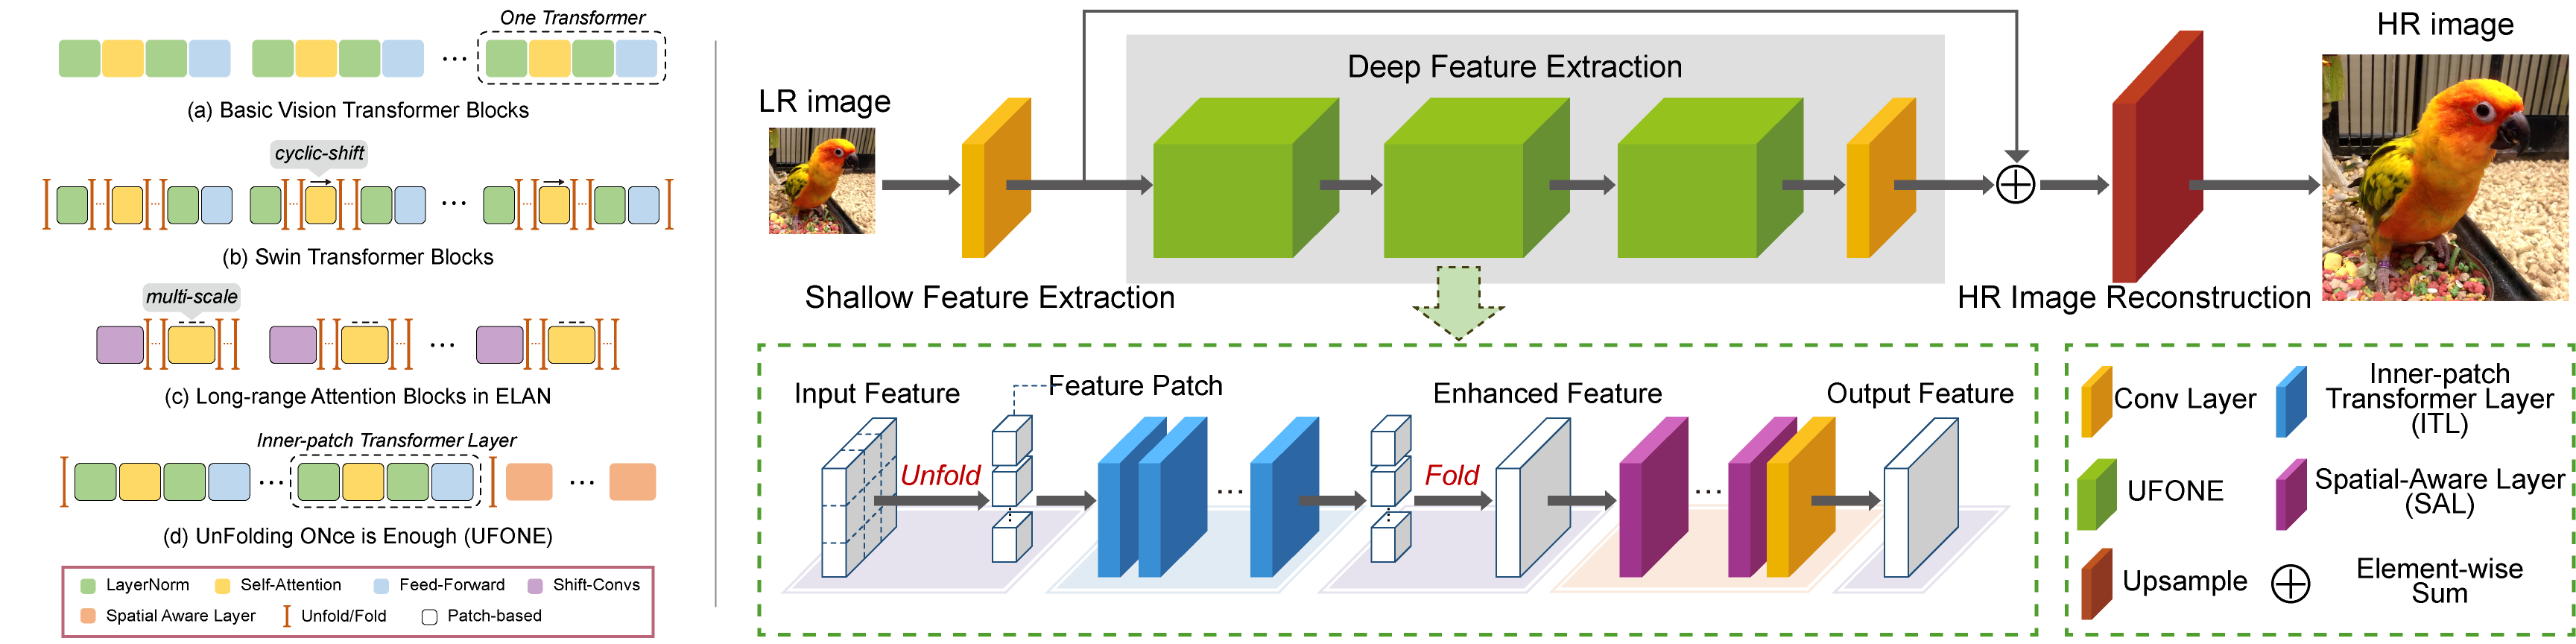 One Transformer
(a) Basic Vision Transformer Blocks
cyclic-shift
(b) Swin Transformer Blocks
multi-scale
(c) Long-range Attention Blocks in ELAN
Inner-patch Transformer Layer
(d) UnFolding ONce is Enough (UFONE)
LayerNorm
Self-Attention
Feed-Forward
Shift-Convs
Spatial Aware Layer
Unfold/Fold
Patch-based
LR image
Deep Feature Extraction
HR image
Shallow Feature Extraction
HR Image Reconstruction
Input Feature
Feature Patch
Enhanced Feature
Output Feature
Unfold
Fold
Conv Layer
Inner-patch
Transformer Layer
(ITL)
UFONE
Spatial-Aware Layer
(SAL)
Upsample
Element-wise
Sum